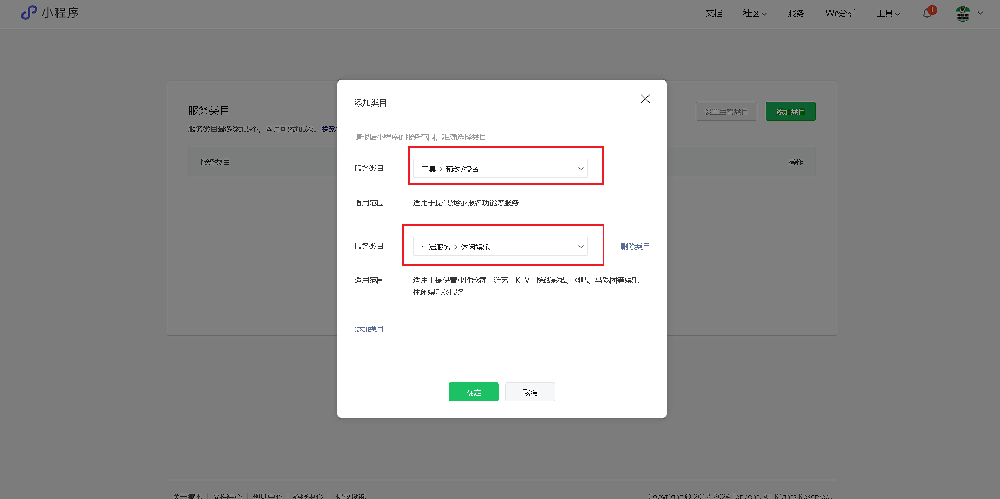 小程序
文档 社区 服务 We分析 工具 1
添加类目
服务类目 设置主营类目 添加类目
服务类目最多添加5个，本月可添加5次。联系
请根据小程序的服务范围，准确选择类目
服务类目 操作
服务类目 工具 > 预约/报名
适用范围 适用于提供预约/报名功能等服务
服务类目 生活服务 > 休闲娱乐 删除类目
适用范围 适用于提供营业性歌舞、游艺、KTV、院线影城、网吧、马戏团等娱乐、
休闲娱乐类服务
添加类目
确定 取消
关于腾讯 文档中心 规则中心 客服中心 侵权投诉 Copyright © 2012-2024 Tencent. All Rights Reserved.